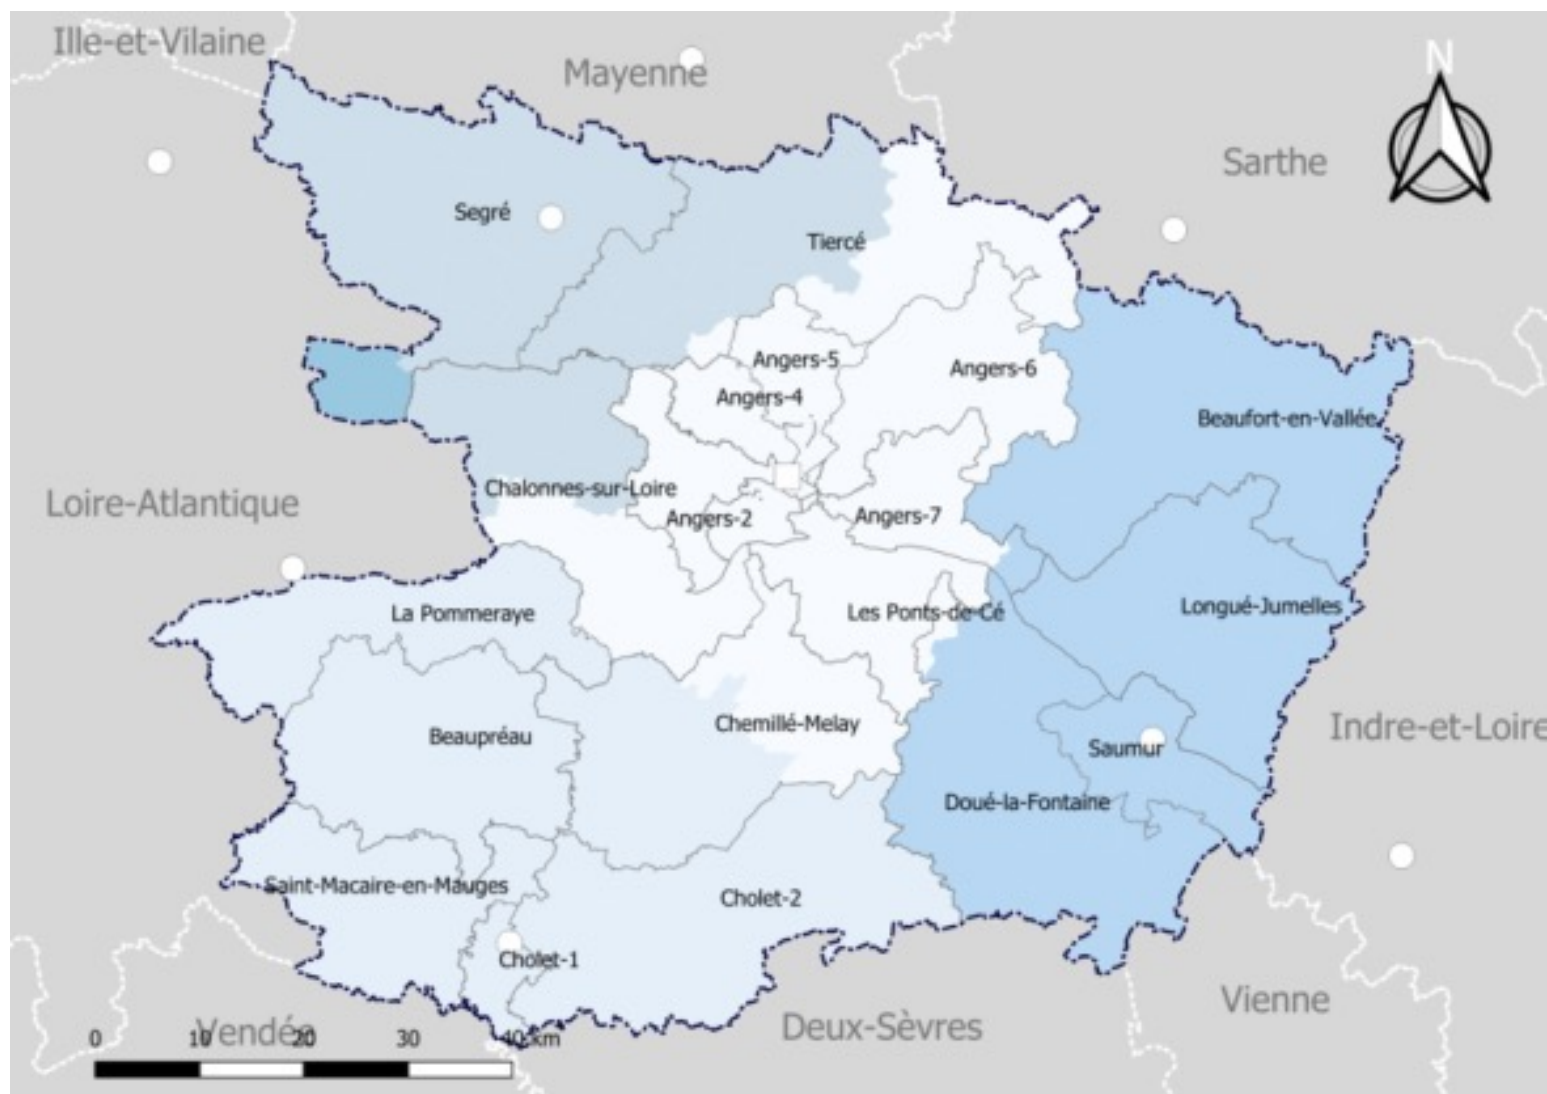 Ille-et-Vilaine
Mayenne
N
Sarthe
Segré
Tiercé
Angers-5
Angers-6
Angers-4
Beaufort-en-Vallée
Loire-Atlantique
Chalonnes-sur-Loire
Angers-2
Angers-7
La Pommeraye
Les Ponts-de-Cé
Longué-Jumelles
Beaupréau
Chemillé-Melay
Saumur
Indre-et-Loire
Doué-la-Fontaine
Saint-Macaire-en-Mauges
Cholet-2
Cholet-1
Vienne
Vendée
Deux-Sèvres
0 10 20 30 40 km